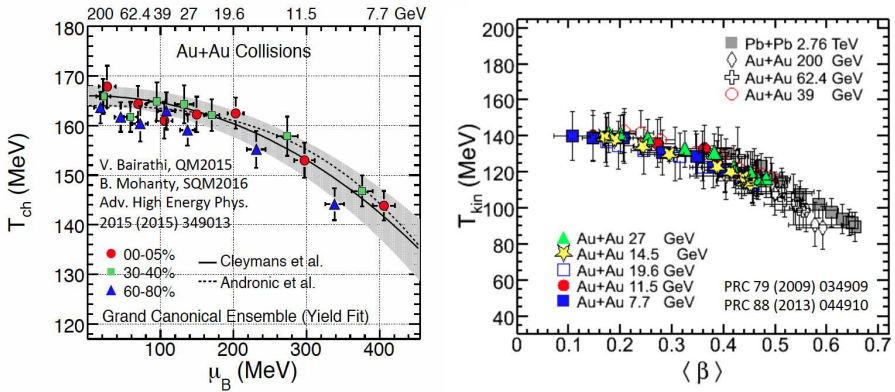 200 62.4 39 27 19.6 11.5 7.7 GeV
Au+Au Collisions
180
170
160
150
140
130
120
T_ch (MeV)
V. Bairathi, QM2015
B. Mohanty, SQM2016
Adv. High Energy Phys.
2015 (2015) 349013
00-05%
30-40%
60-80%
Cleymans et al.
Andronic et al.
Grand Canonical Ensemble (Yield Fit)
100 200 300 400
μ_B (MeV)
200
180
160
140
120
100
80
60
T_kin (MeV)
Pb+Pb 2.76 TeV
Au+Au 200 GeV
Au+Au 62.4 GeV
Au+Au 39 GeV
Au+Au 27 GeV
Au+Au 14.5 GeV
Au+Au 19.6 GeV
Au+Au 11.5 GeV
Au+Au 7.7 GeV
PRC 79 (2009) 034909
PRC 88 (2013) 044910
0 0.1 0.2 0.3 0.4 0.5 0.6 0.7
⟨ β ⟩